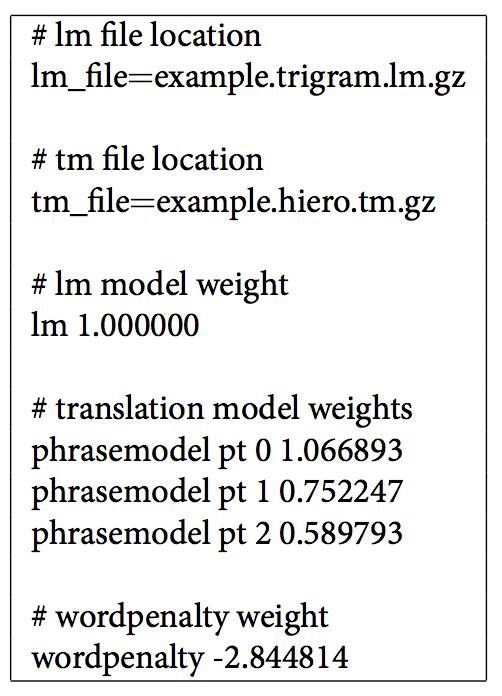 # lm file location
lm_file=example.trigram.lm.gz
# tm file location
tm_file=example.hiero.tm.gz
# lm model weight
lm 1.000000
# translation model weights
phrasemodel pt 0 1.066893
phrasemodel pt 1 0.752247
phrasemodel pt 2 0.589793
# wordpenalty weight
wordpenalty -2.844814